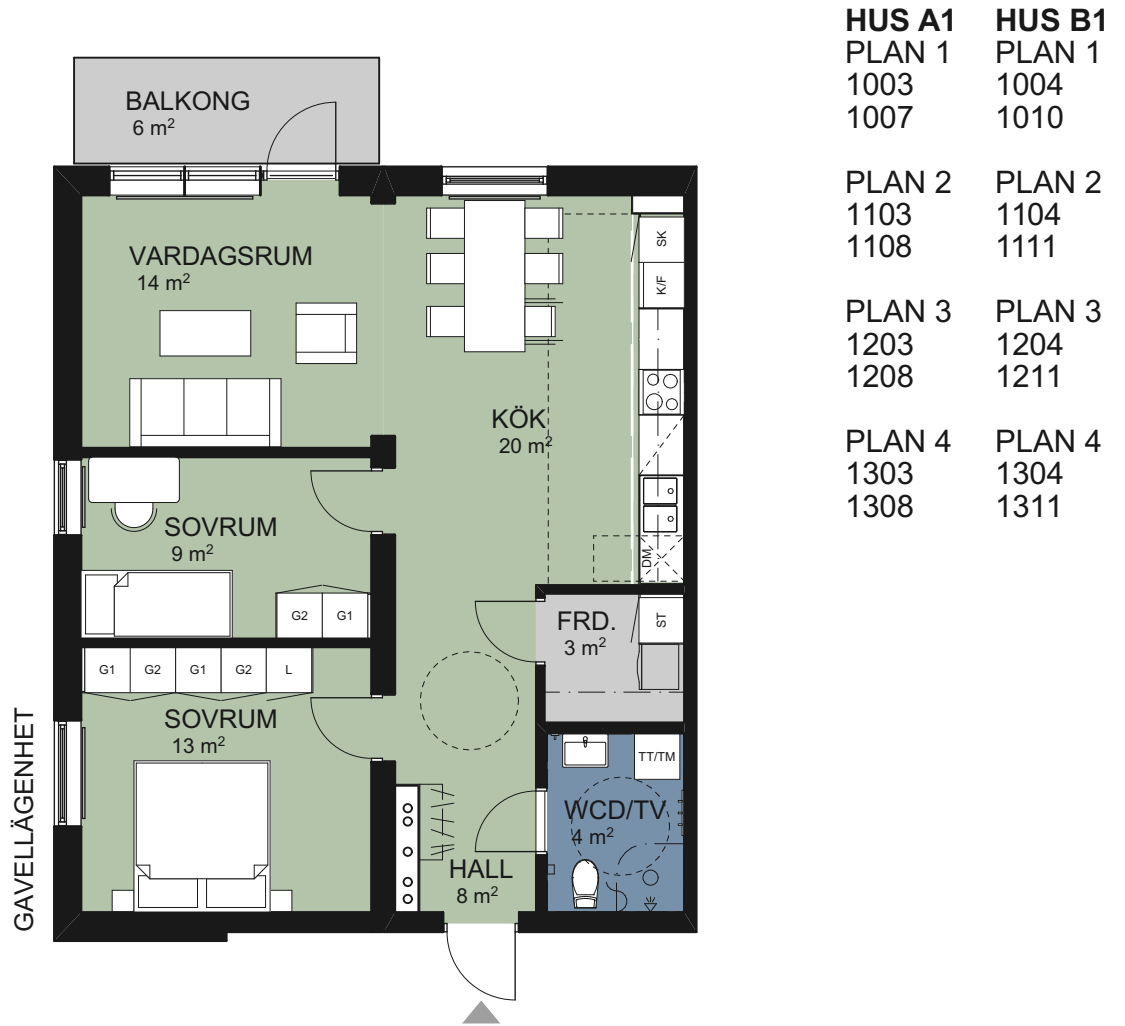 HUS A1
PLAN 1
1003
1007
PLAN 2
1103
1108
PLAN 3
1203
1208
PLAN 4
1303
1308
HUS B1
PLAN 1
1004
1010
PLAN 2
1104
1111
PLAN 3
1204
1211
PLAN 4
1304
1311
BALKONG
6 m²
VARDAGSRUM
14 m²
SK
K/F
KÖK
20 m²
DM
SOVRUM
9 m²
G2 G1
FRD.
3 m²
ST
G1 G2 G1 G2 L
SOVRUM
13 m²
GAVELLÄGENHET
TT/TM
WCD/TV
4 m²
HALL
8 m²